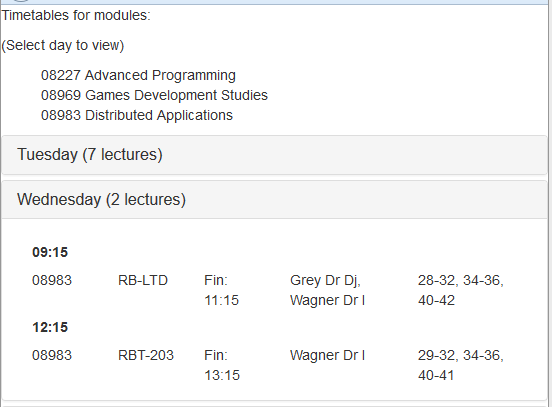 Timetables for modules:
(Select day to view)
08227 Advanced Programming
08969 Games Development Studies
08983 Distributed Applications
Tuesday (7 lectures)
Wednesday (2 lectures)
09:15
08983 RB-LTD Fin: Grey Dr Dj, 28-32, 34-36,
11:15 Wagner Dr I 40-42
12:15
08983 RBT-203 Fin: Wagner Dr I 29-32, 34-36,
13:15 40-41